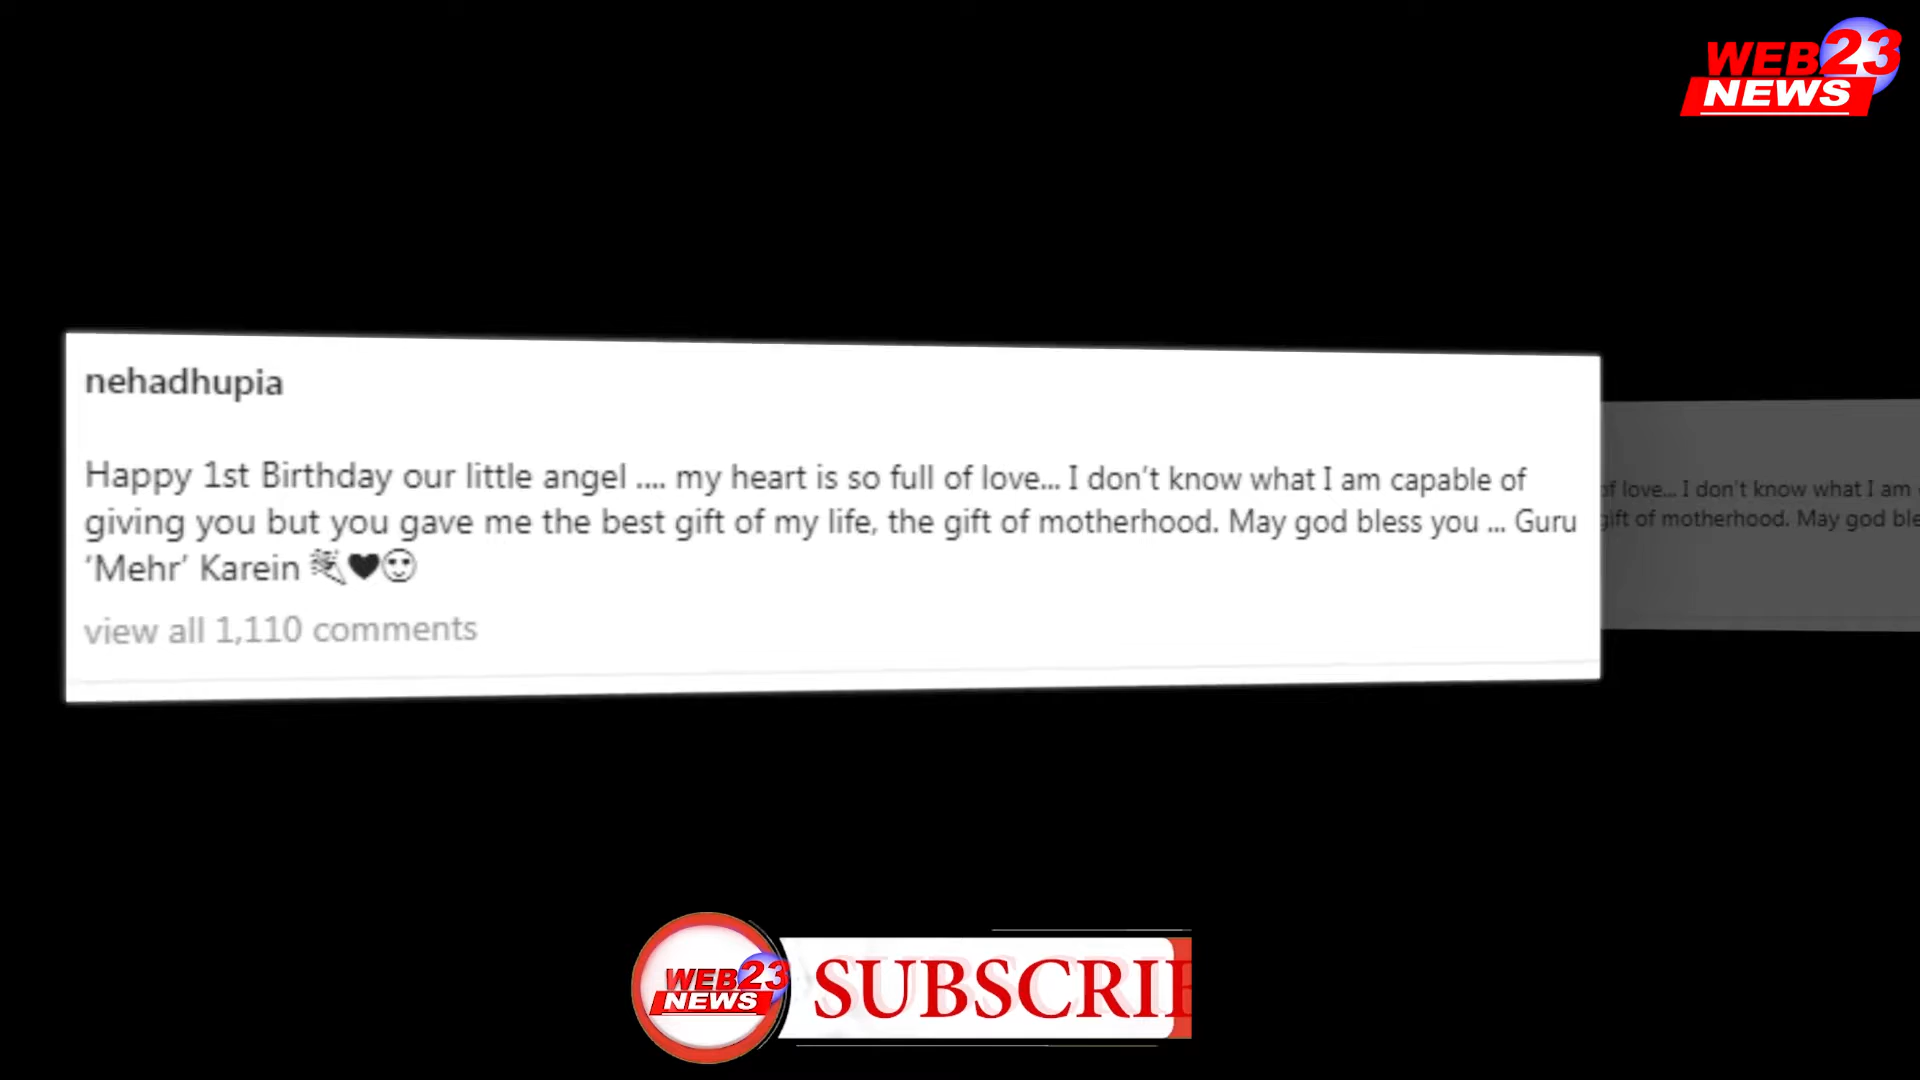 WEB23
NEWS
nehadhupia
Happy 1st Birthday our little angel .... my heart is so full of love... I don't know what I am capable of
giving you but you gave me the best gift of my life, the gift of motherhood. May god bless you ... Guru
'Mehr' Karein 🎉🖤🙂
view all 1,110 comments
of love... I don't know what I am
gift of motherhood. May god ble
WEB23
NEWS
SUBSCRI